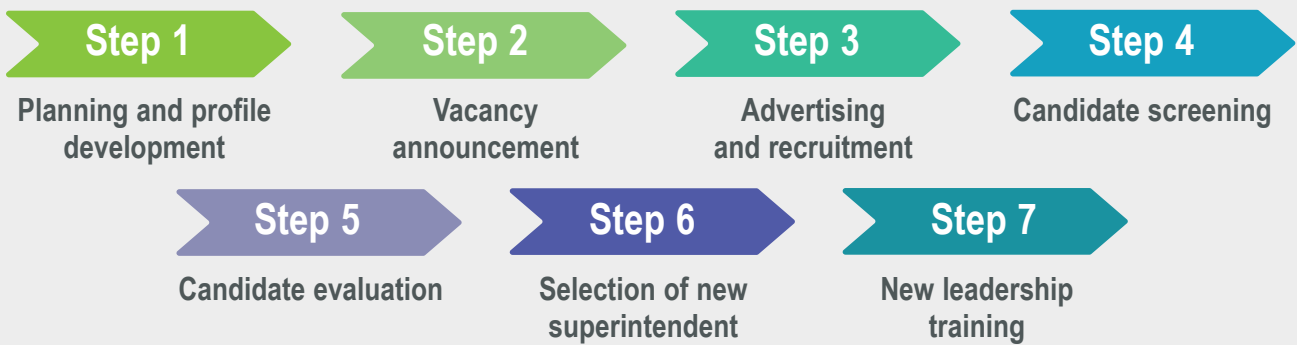 Step 1
Planning and profile
development
Step 2
Vacancy
announcement
Step 3
Advertising
and recruitment
Step 4
Candidate screening
Step 5
Candidate evaluation
Step 6
Selection of new
superintendent
Step 7
New leadership
training